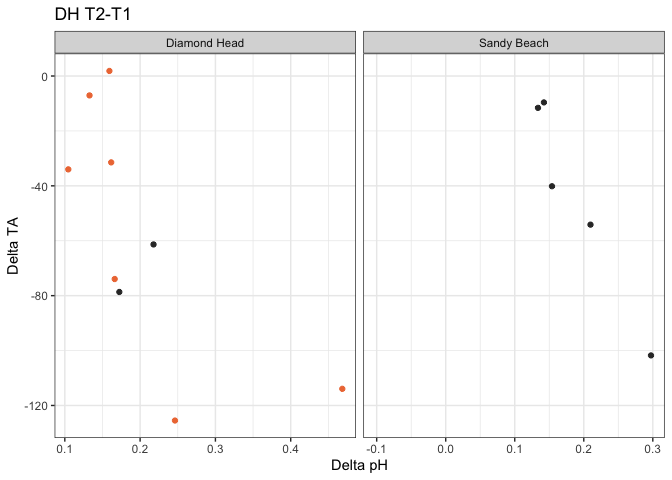 DH T2-T1
Diamond Head
Sandy Beach
Delta TA
0
-40
-80
-120
0.1
0.2
0.3
0.4
-0.1
0.0
0.1
0.2
0.3
Delta pH